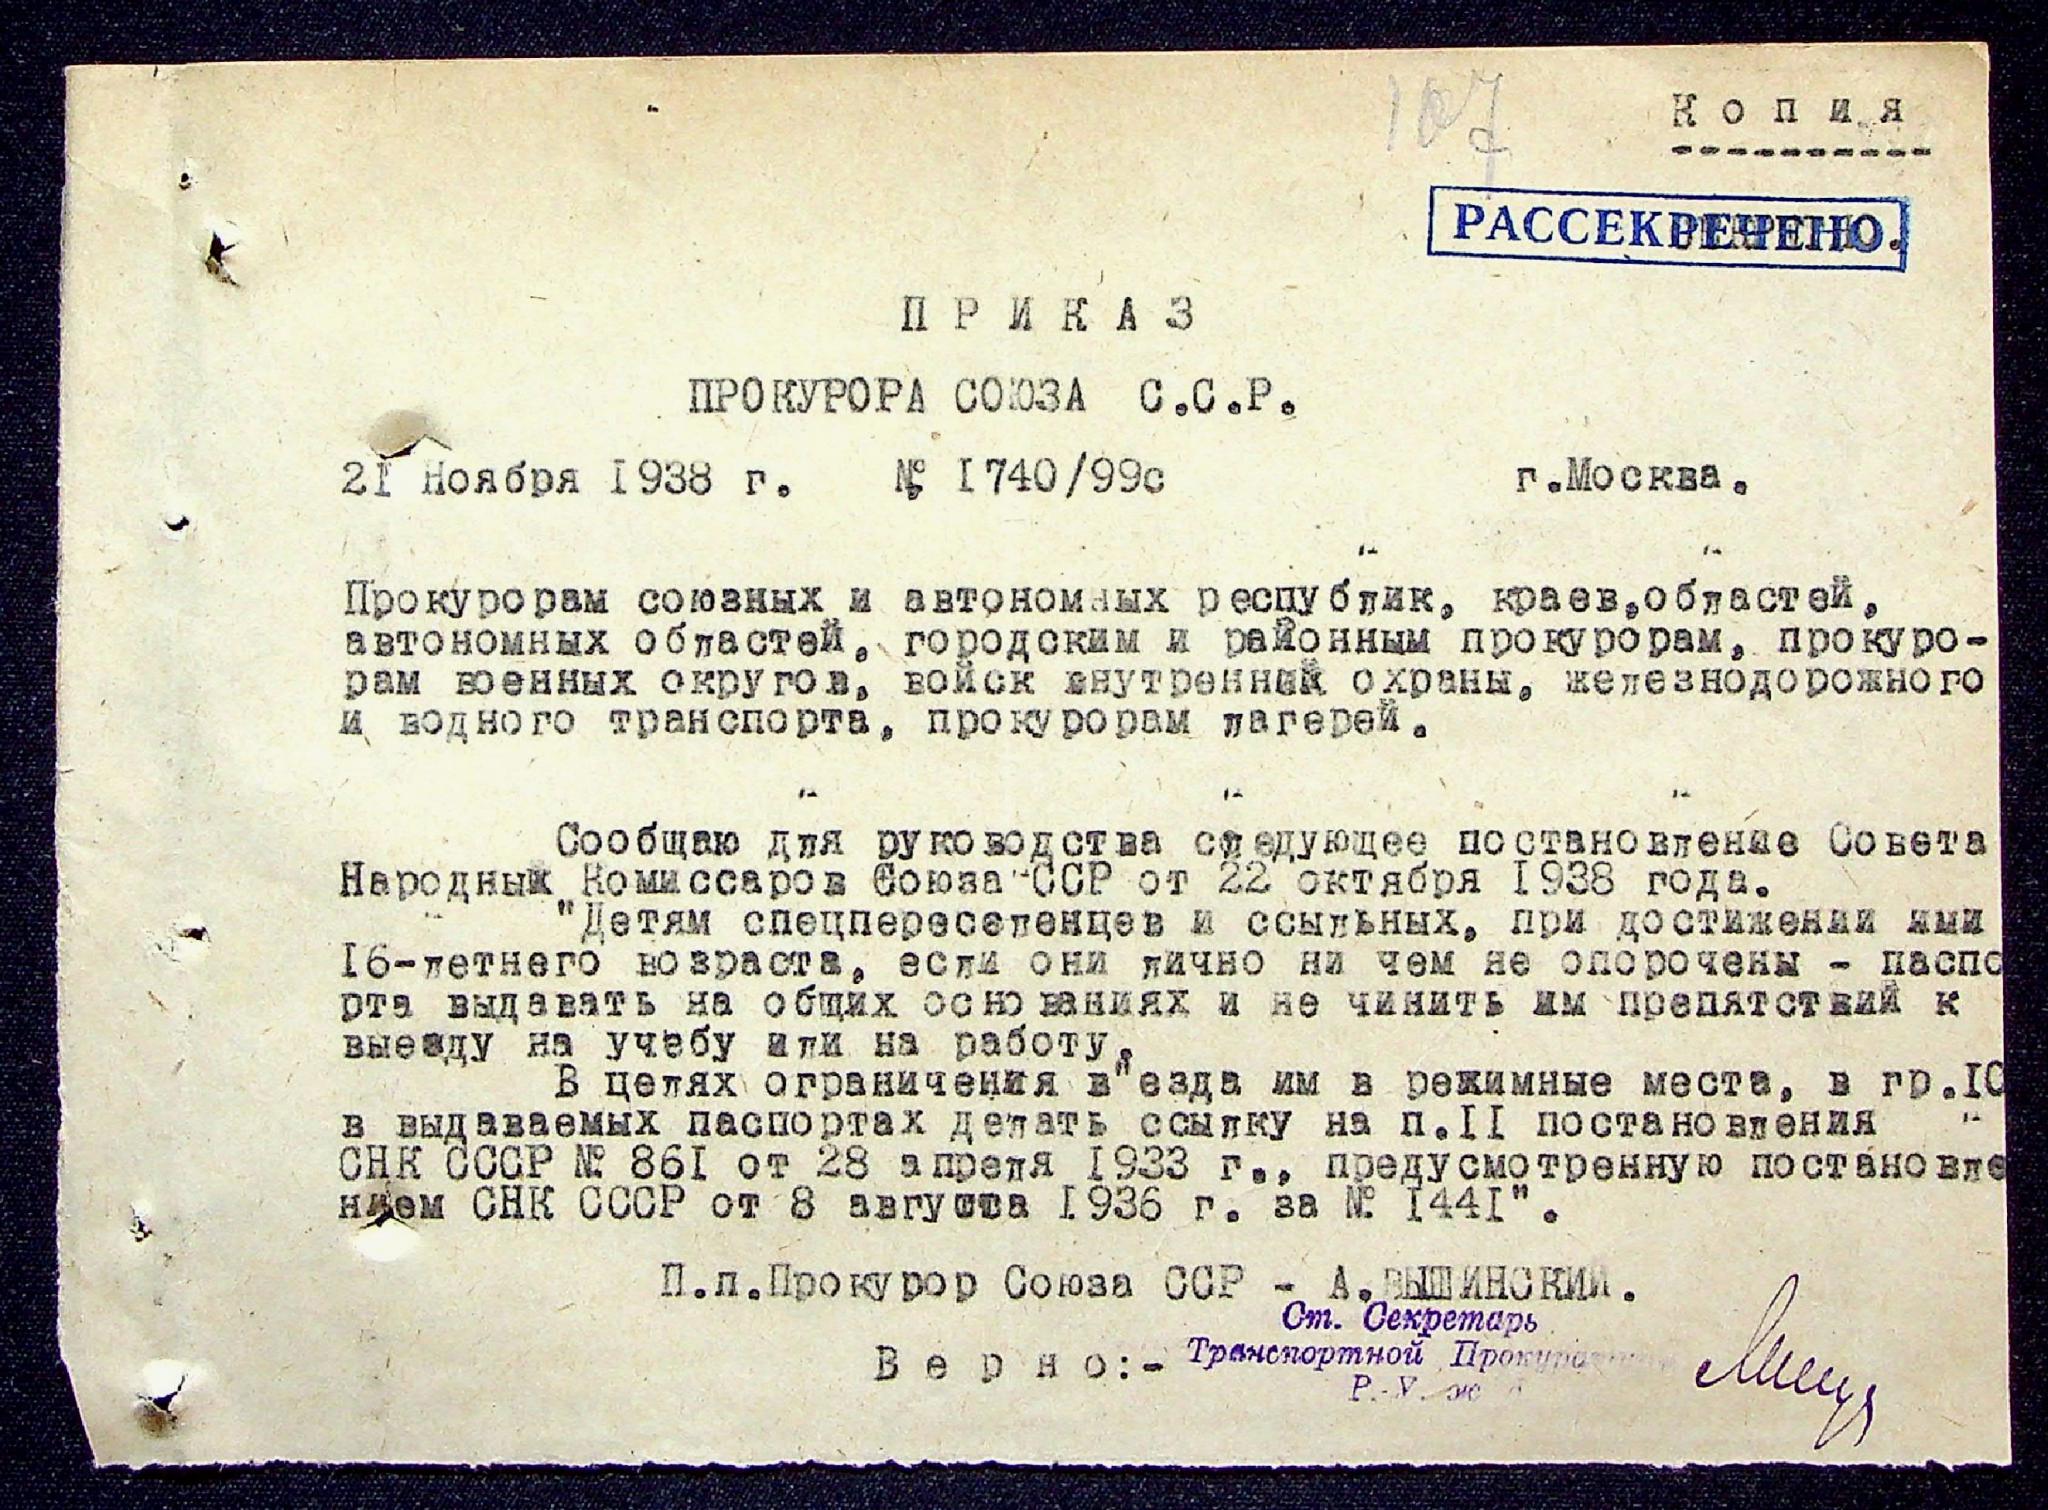 107
Копия
РАССЕКРЕЧЕНО.
ПРИКАЗ
ПРОКУРОРА СОЮЗА С.С.Р.
21 Ноября 1938 г. № 1740/99с г.Москва.
Прокурорам союзных и автономных республик, краев,областей,
автономных областей, городским и районным прокурорам, прокуро-
рам военных округов, войск внутренний охраны, железнодорожного
и водного транспорта, прокурорам лагерей.
Сообщаю для руководства следующее постановление Совета
Народный Комиссаров Союза ССР от 22 октября 1938 года.
"Детям спецпереселенцев и ссыльных, при достижении ими
16-летнего возраста, если они лично ни чем не опорочены - паспо
рта выдавать на общих основаниях и не чинить им препятствий к
выезду на учебу или на работу.
В целях ограничения в"езда им в режимные места, в гр.10
в выдаваемых паспортах делать ссылку на п.11 постановления
СНК СССР № 861 от 28 апреля 1933 г., предусмотренную постановле
нием СНК СССР от 8 августа 1936 г. за № 1441".
П.п.Прокурор Союза ССР - А.ВЫШИНСКИЙ.
Ст. Секретарь
Верно:- Транспортной Прокуратуры
Р.-У. ж